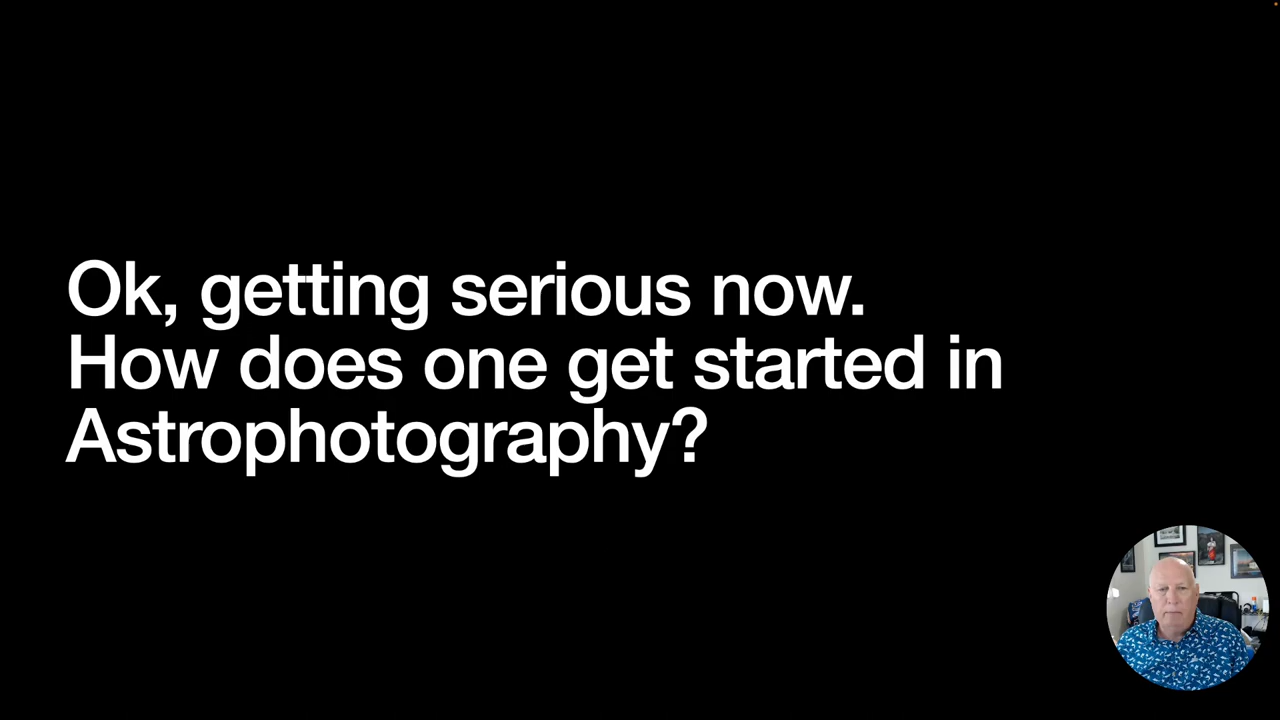 Ok, getting serious now.
How does one get started in
Astrophotography?